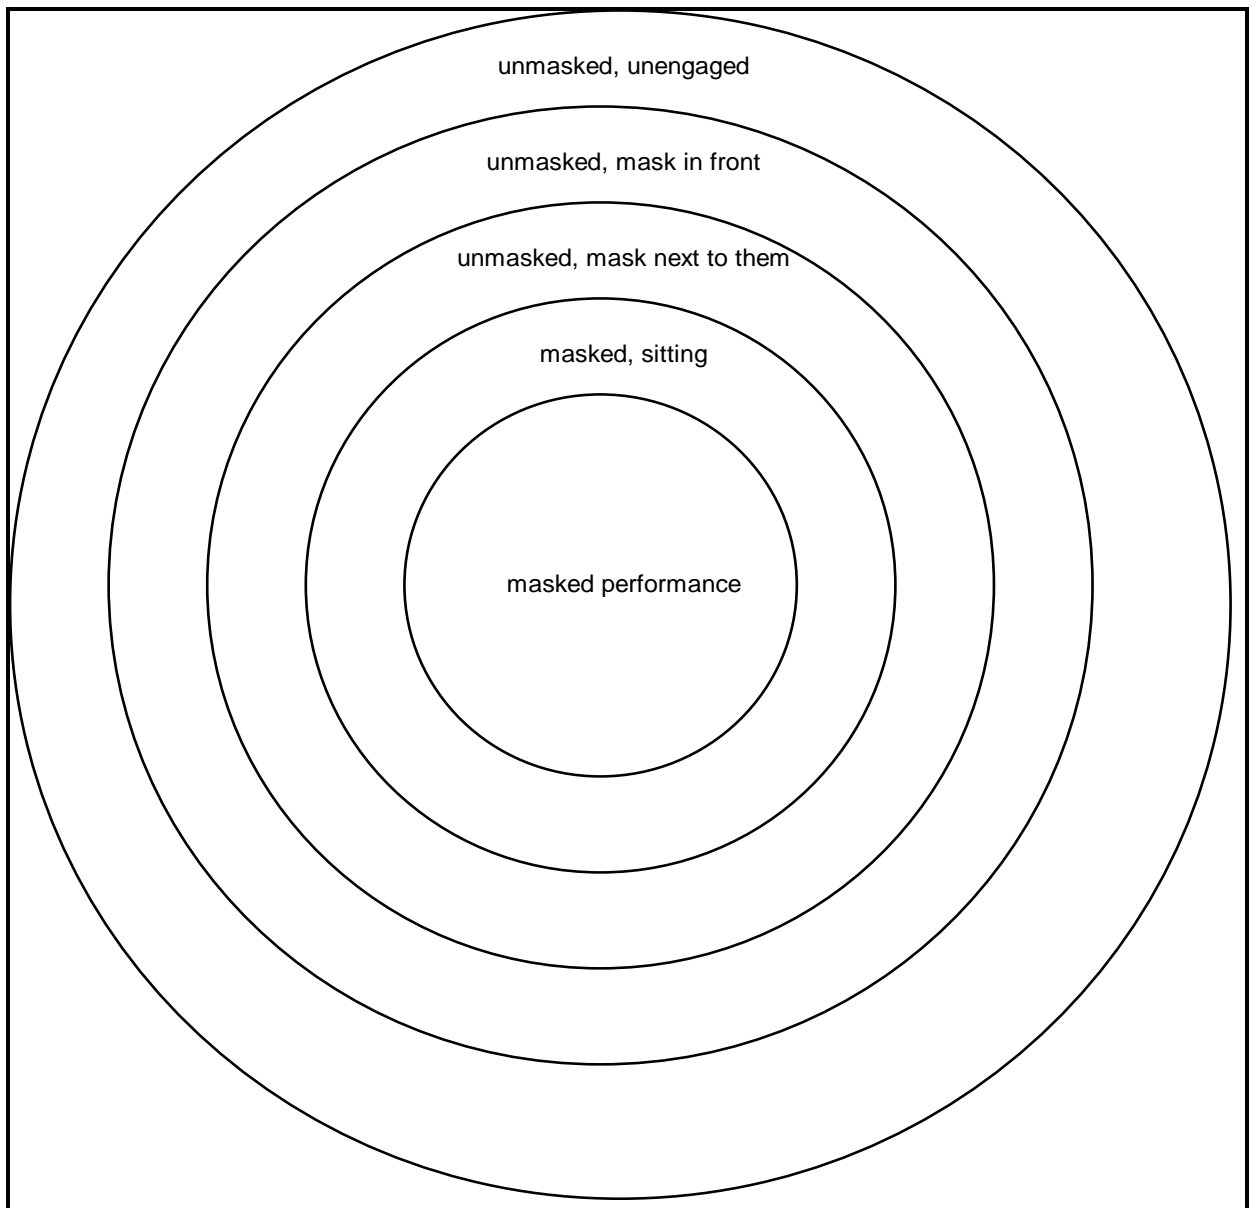 unmasked, unengaged
unmasked, mask in front
unmasked, mask next to them
masked, sitting
masked performance